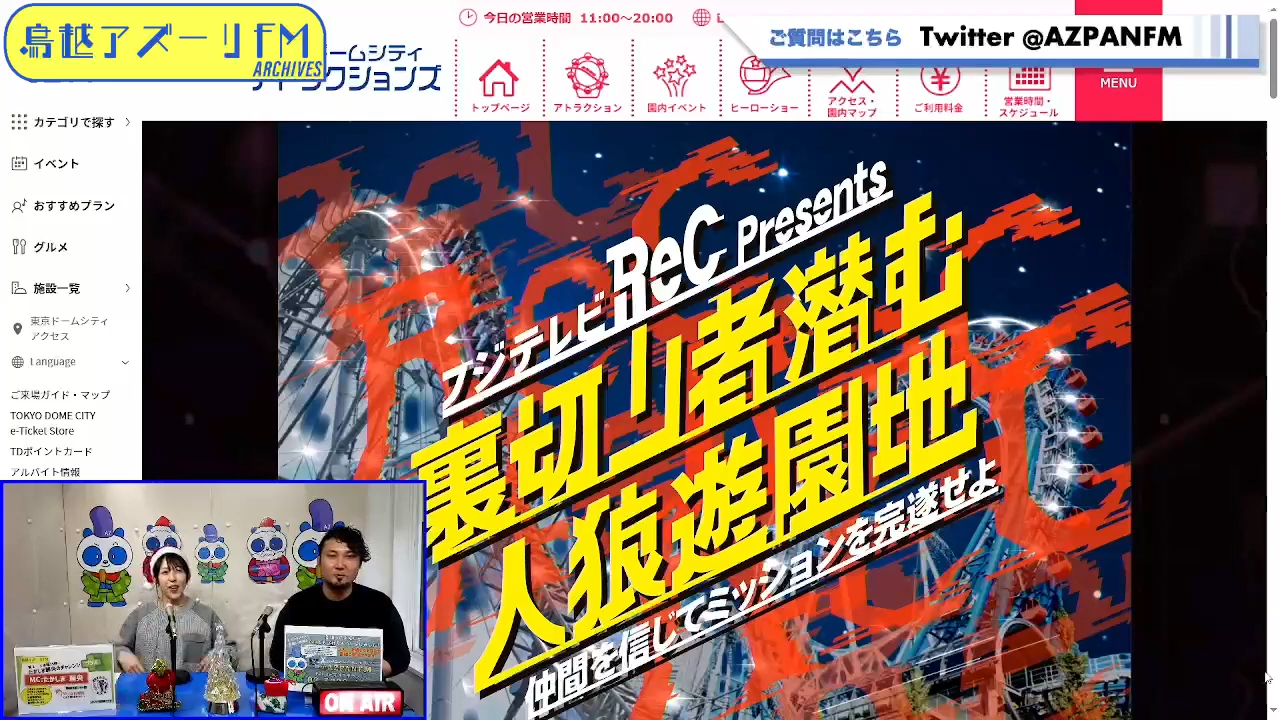 鳥越アズーリFM
ARCHIVES
今日の営業時間 11:00～20:00
ご質問はこちら Twitter @AZPANFM
ームシティ
アトラクションズ
トップページ
アトラクション
園内イベント
ヒーローショー
アクセス・
園内マップ
ご利用料金
営業時間・
スケジュール
MENU
カテゴリで探す
イベント
おすすめプラン
グルメ
施設一覧
東京ドームシティ
アクセス
Language
ご来場ガイド・マップ
TOKYO DOME CITY
e-Ticket Store
TDポイントカード
アルバイト情報
フジテレビ ReC Presents
裏切り者潜む
人狼遊園地
仲間を信じてミッションを完遂せよ
ON AIR